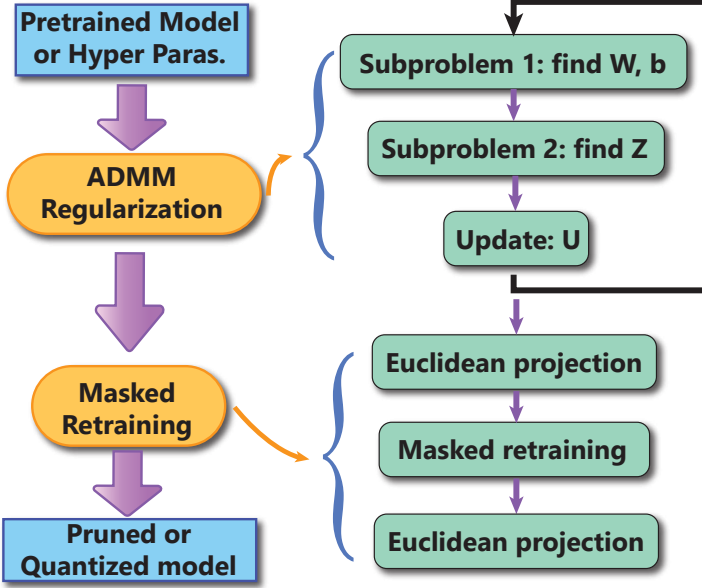 Pretrained Model
or Hyper Paras.
ADMM
Regularization
Masked
Retraining
Pruned or
Quantized model
Subproblem 1: find W, b
Subproblem 2: find Z
Update: U
Euclidean projection
Masked retraining
Euclidean projection